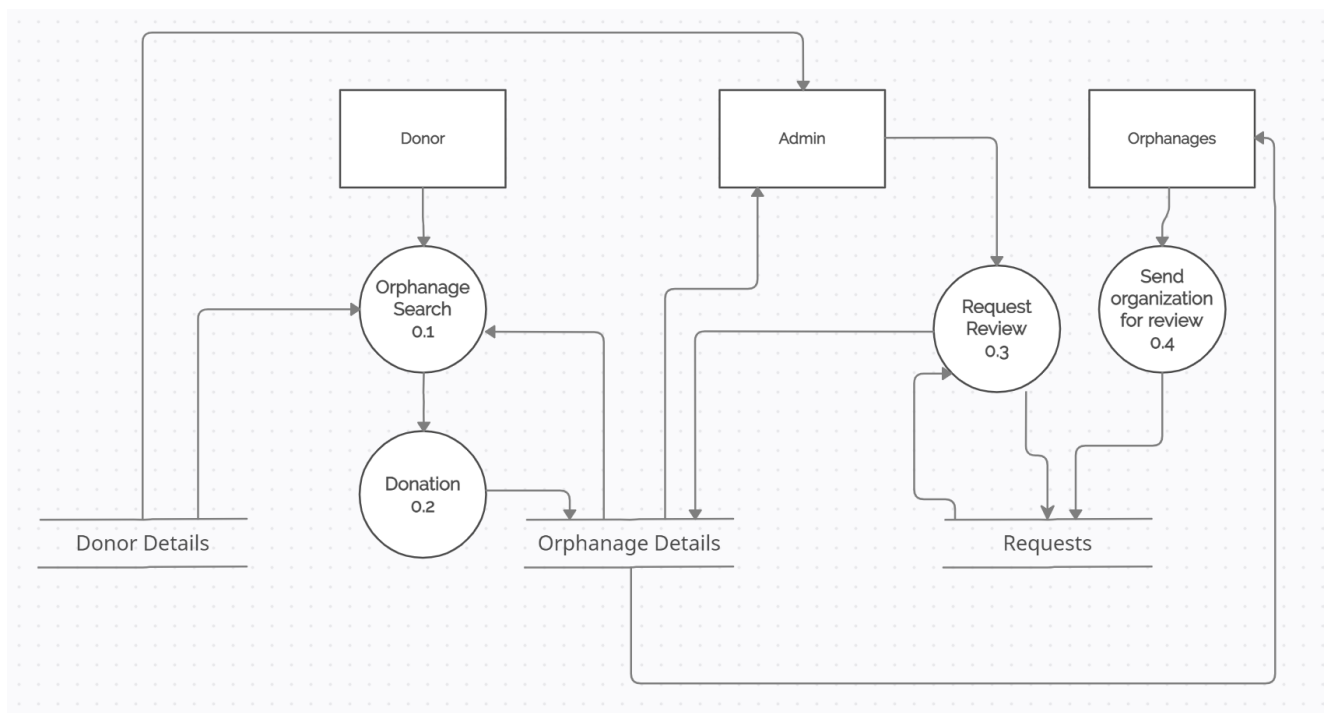 Donor
Admin
Orphanages
Orphanage
Search
0.1
Request
Review
0.3
Send
organization
for review
0.4
Donation
0.2
Donor Details
Orphanage Details
Requests